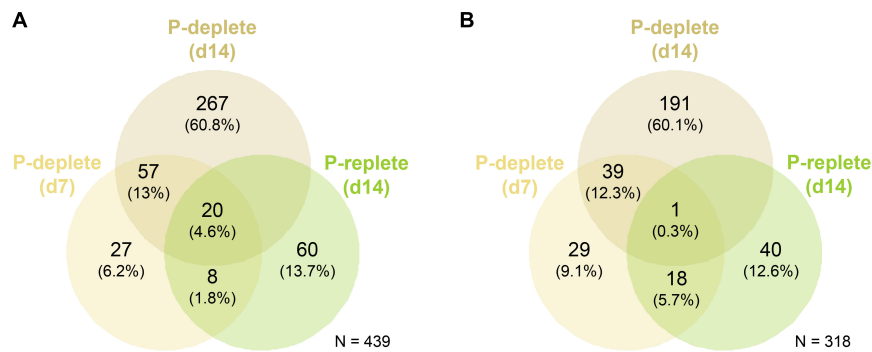 A
P-deplete
(d14)
267
(60.8%)
P-deplete
(d7)
57
(13%)
P-replete
(d14)
20
(4.6%)
27
(6.2%)
60
(13.7%)
8
(1.8%)
N = 439
B
P-deplete
(d14)
191
(60.1%)
P-deplete
(d7)
39
(12.3%)
P-replete
(d14)
1
(0.3%)
29
(9.1%)
40
(12.6%)
18
(5.7%)
N = 318